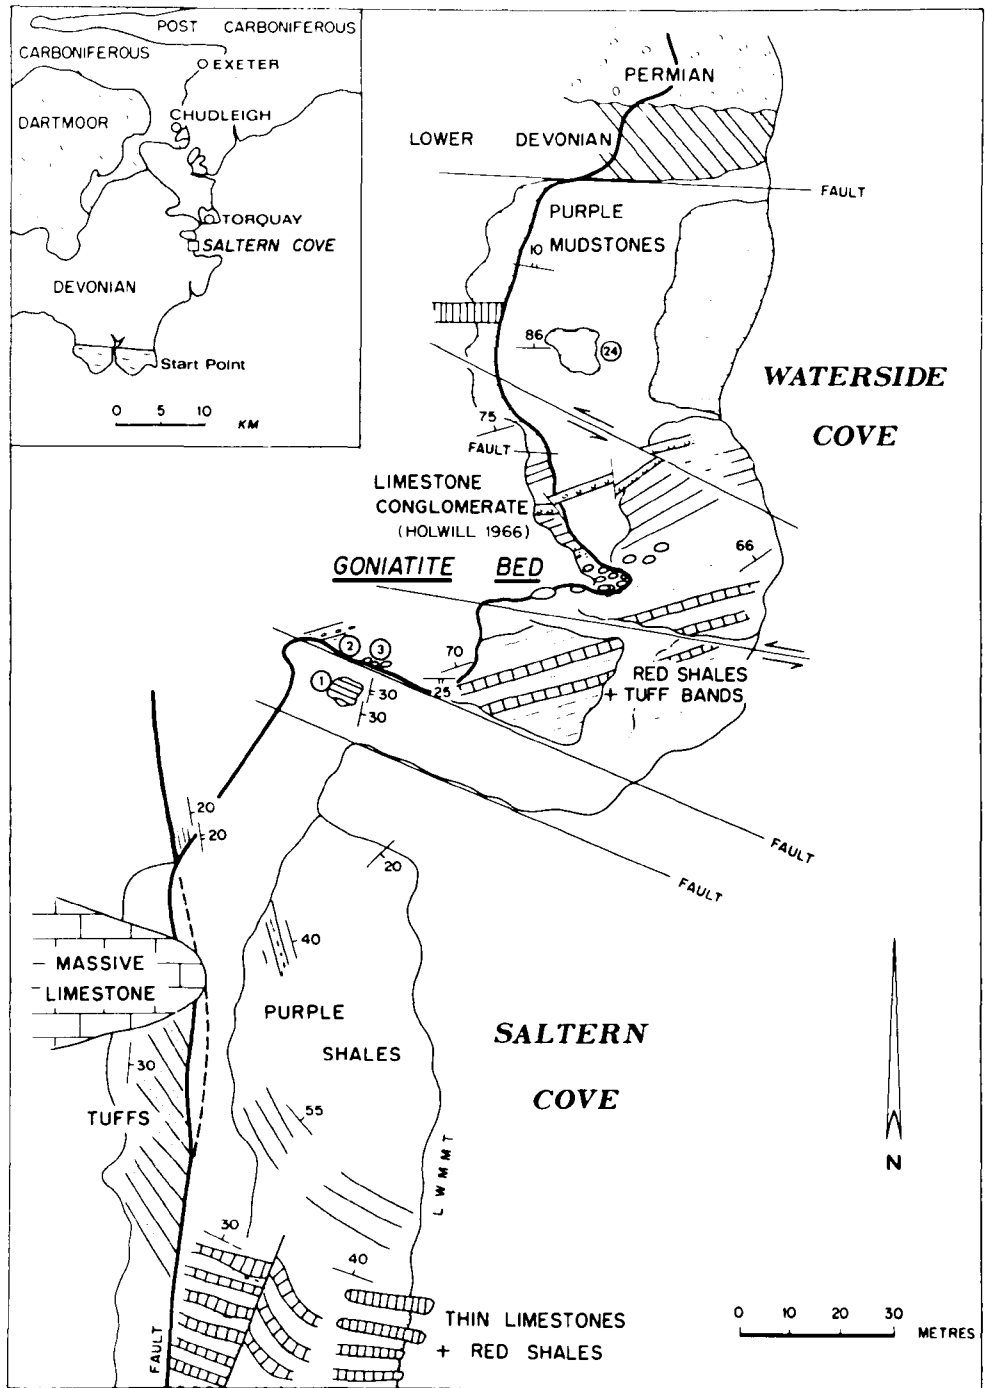 POST CARBONIFEROUS
CARBONIFEROUS
EXETER
DARTMOOR
CHUDLEIGH
TORQUAY
SALTERN COVE
DEVONIAN
Start Point
0 5 10
KM
PERMIAN
LOWER DEVONIAN
FAULT
PURPLE
MUDSTONES
10
86
24
WATERSIDE
COVE
75
FAULT
LIMESTONE
CONGLOMERATE
(HOLWILL 1966)
66
GONIATITE BED
2
3
1
70
25
30
30
RED SHALES
+ TUFF BANDS
20
20
20
FAULT
FAULT
40
MASSIVE
LIMESTONE
PURPLE
SHALES
SALTERN
COVE
30
TUFFS
55
LWMMT
N
30
40
THIN LIMESTONES
+ RED SHALES
FAULT
0 10 20 30
METRES